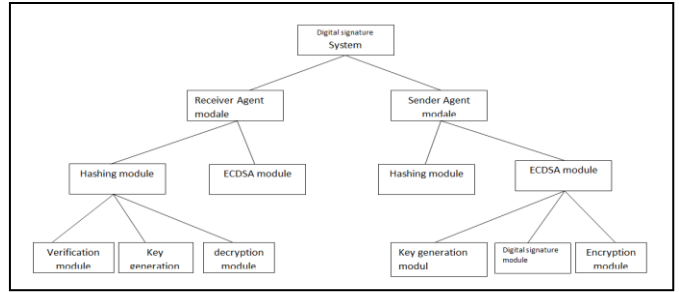 Digital signature
System
Receiver Agent
modale
Sender Agent
modale
Hashing module
ECDSA module
Hashing module
ECDSA module
Verification
module
Key
generation
decryption
module
Key generation
modul
Digital signature
module
Encryption
module